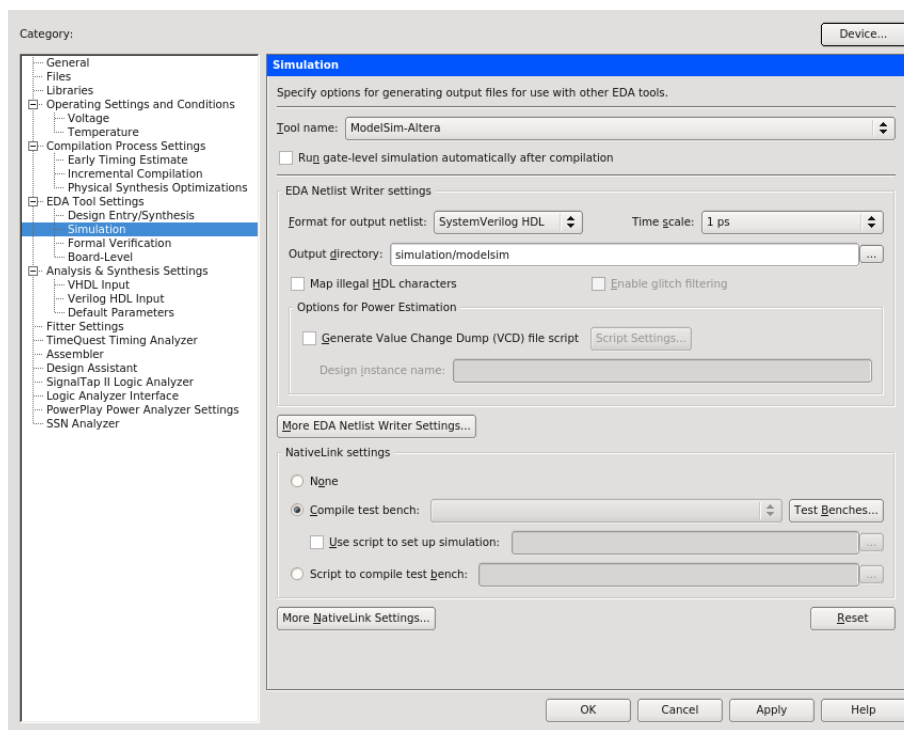 Category:
Device...
General
Files
Libraries
Operating Settings and Conditions
Voltage
Temperature
Compilation Process Settings
Early Timing Estimate
Incremental Compilation
Physical Synthesis Optimizations
EDA Tool Settings
Design Entry/Synthesis
Simulation
Formal Verification
Board-Level
Analysis & Synthesis Settings
VHDL Input
Verilog HDL Input
Default Parameters
Fitter Settings
TimeQuest Timing Analyzer
Assembler
Design Assistant
SignalTap II Logic Analyzer
Logic Analyzer Interface
PowerPlay Power Analyzer Settings
SSN Analyzer
Simulation
Specify options for generating output files for use with other EDA tools.
Tool name: ModelSim-Altera
Run gate-level simulation automatically after compilation
EDA Netlist Writer settings
Format for output netlist: SystemVerilog HDL Time scale: 1 ps
Output directory: simulation/modelsim ...
Map illegal HDL characters Enable glitch filtering
Options for Power Estimation
Generate Value Change Dump (VCD) file script Script Settings...
Design instance name:
More EDA Netlist Writer Settings...
NativeLink settings
None
Compile test bench: Test Benches...
Use script to set up simulation: ...
Script to compile test bench: ...
More NativeLink Settings... Reset
OK Cancel Apply Help